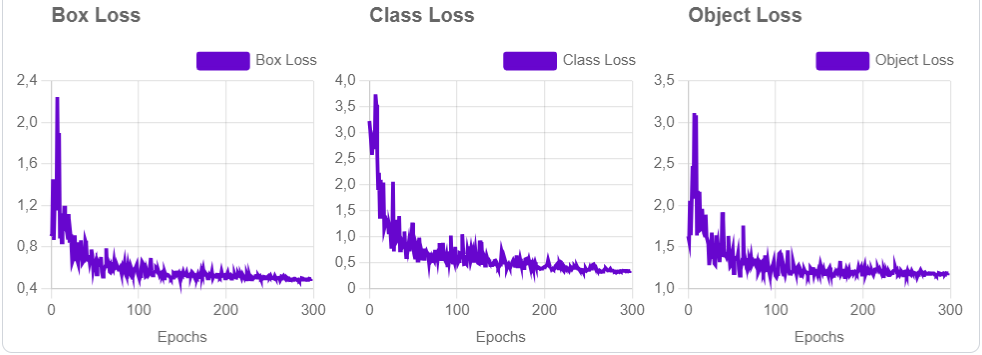 Box Loss
Box Loss
2,4
2,0
1,6
1,2
0,8
0,4
0 100 200 300
Epochs
Class Loss
Class Loss
4,0
3,5
3,0
2,5
2,0
1,5
1,0
0,5
0
0 100 200 300
Epochs
Object Loss
Object Loss
3,5
3,0
2,5
2,0
1,5
1,0
0 100 200 300
Epochs